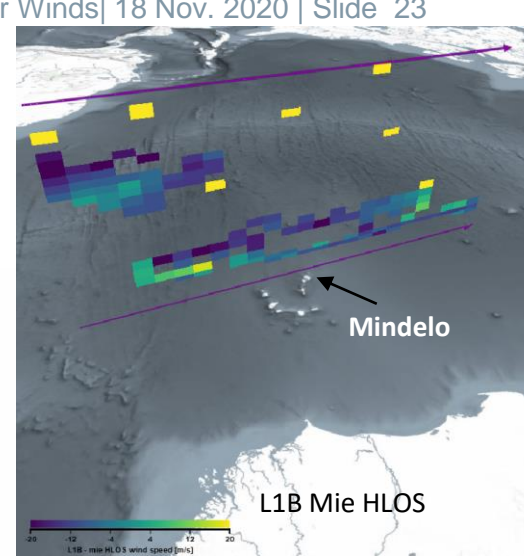 r Winds| 18 Nov. 2020 | Slide 23
Mindelo
L1B Mie HLOS
-20 -12 -4 4 12 20
L1B - mie HLOS wind speed [m/s]